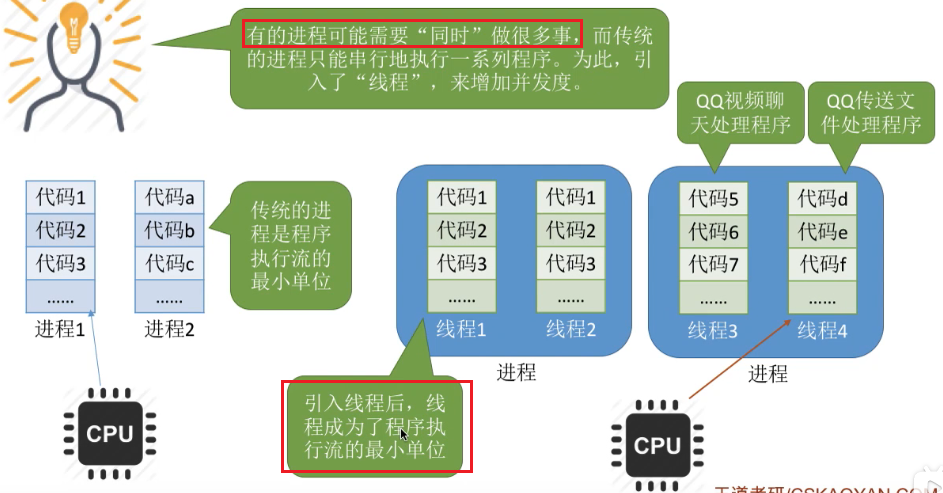 有的进程可能需要“同时”做很多事，而传统
的进程只能串行地执行一系列程序。为此，引
入了“线程”，来增加并发度。
QQ视频聊
天处理程序
QQ传送文
件处理程序
代码1
代码2
代码3
……
进程1
代码a
代码b
代码c
……
进程2
传统的进
程是程序
执行流的
最小单位
代码1
代码2
代码3
……
线程1
代码1
代码2
代码3
……
线程2
进程
代码5
代码6
代码7
……
线程3
代码d
代码e
代码f
……
线程4
进程
引入线程后，线
程成为了程序执
行流的最小单位
CPU
CPU
王道考研/CSKAOYAN.COM